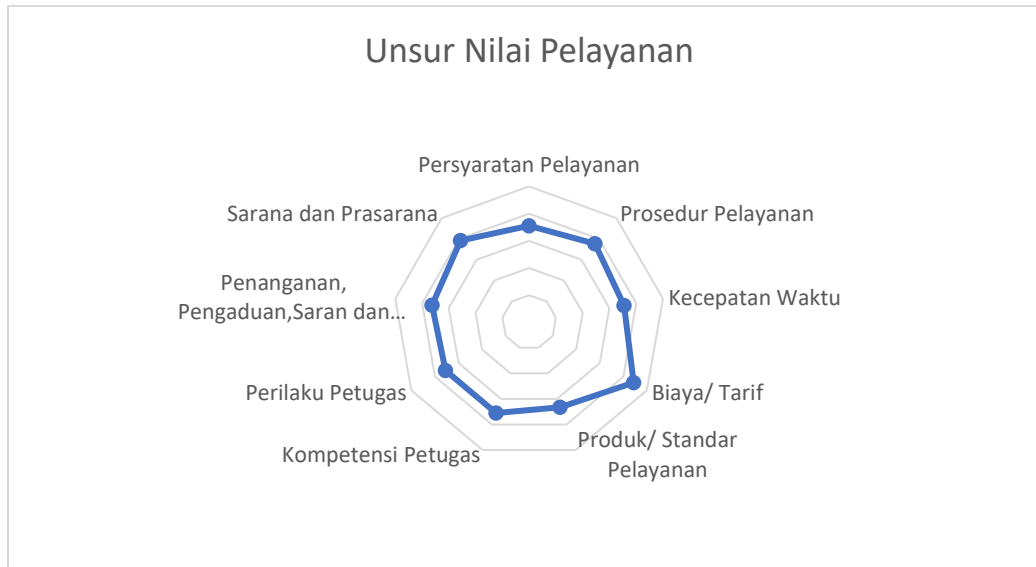 Unsur Nilai Pelayanan
Persyaratan Pelayanan
Prosedur Pelayanan
Kecepatan Waktu
Biaya/ Tarif
Produk/ Standar
Pelayanan
Kompetensi Petugas
Perilaku Petugas
Penanganan,
Pengaduan,Saran dan...
Sarana dan Prasarana